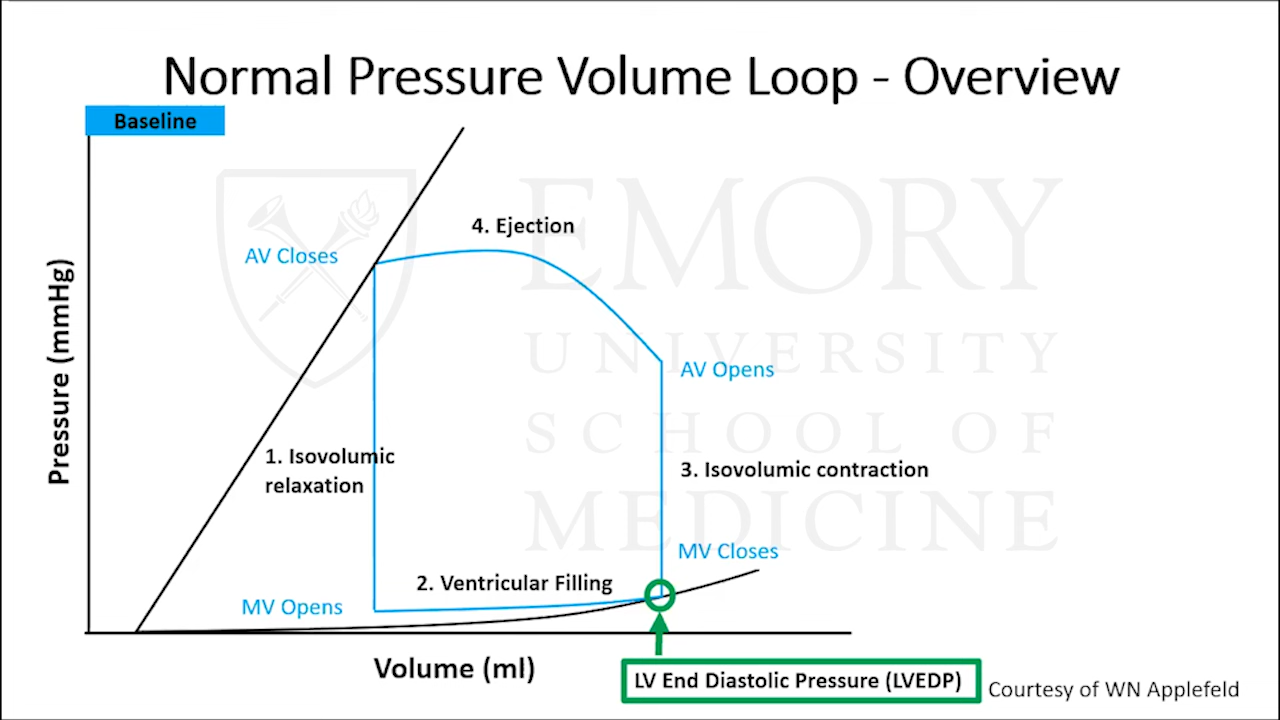 Normal Pressure Volume Loop - Overview
Baseline
EMORY
UNIVERSITY
SCHOOL OF
MEDICINE
4. Ejection
AV Closes
AV Opens
Pressure (mmHg)
1. Isovolumic
relaxation
3. Isovolumic contraction
MV Closes
2. Ventricular Filling
MV Opens
Volume (ml)
LV End Diastolic Pressure (LVEDP)
Courtesy of WN Applefeld